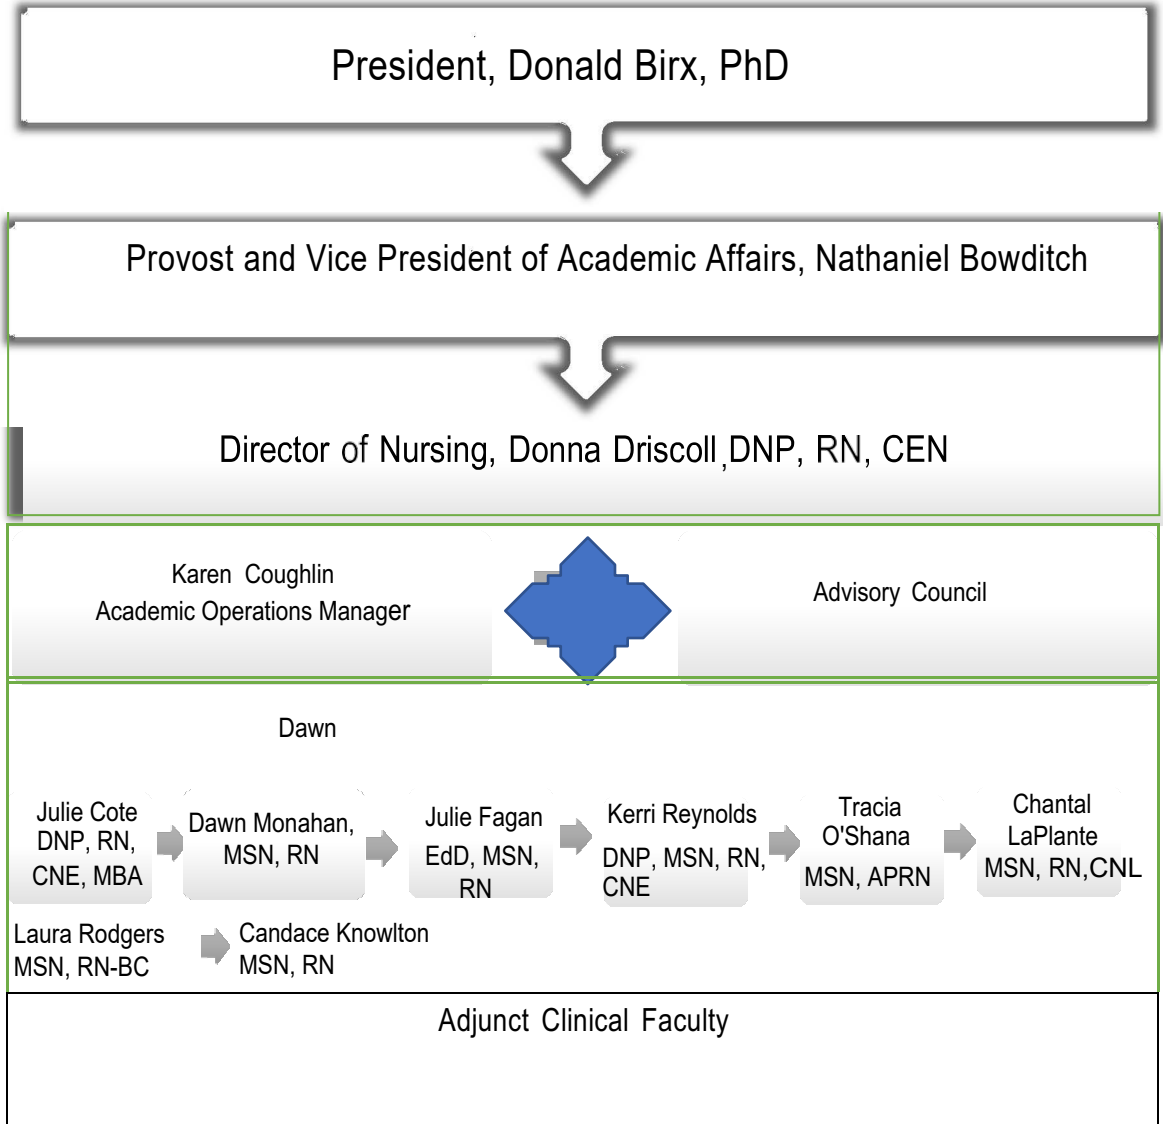 President, Donald Birx, PhD
Provost and Vice President of Academic Affairs, Nathaniel Bowditch
Director of Nursing, Donna Driscoll,DNP, RN, CEN
Karen Coughlin
Academic Operations Manager
Advisory Council
Dawn
Julie Cote
DNP, RN,
CNE, MBA
Dawn Monahan,
MSN, RN
Julie Fagan
EdD, MSN,
RN
Kerri Reynolds
DNP, MSN, RN,
CNE
Tracia
O'Shana
MSN, APRN
Chantal
LaPlante
MSN, RN,CNL
Laura Rodgers
MSN, RN-BC
Candace Knowlton
MSN, RN
Adjunct Clinical Faculty